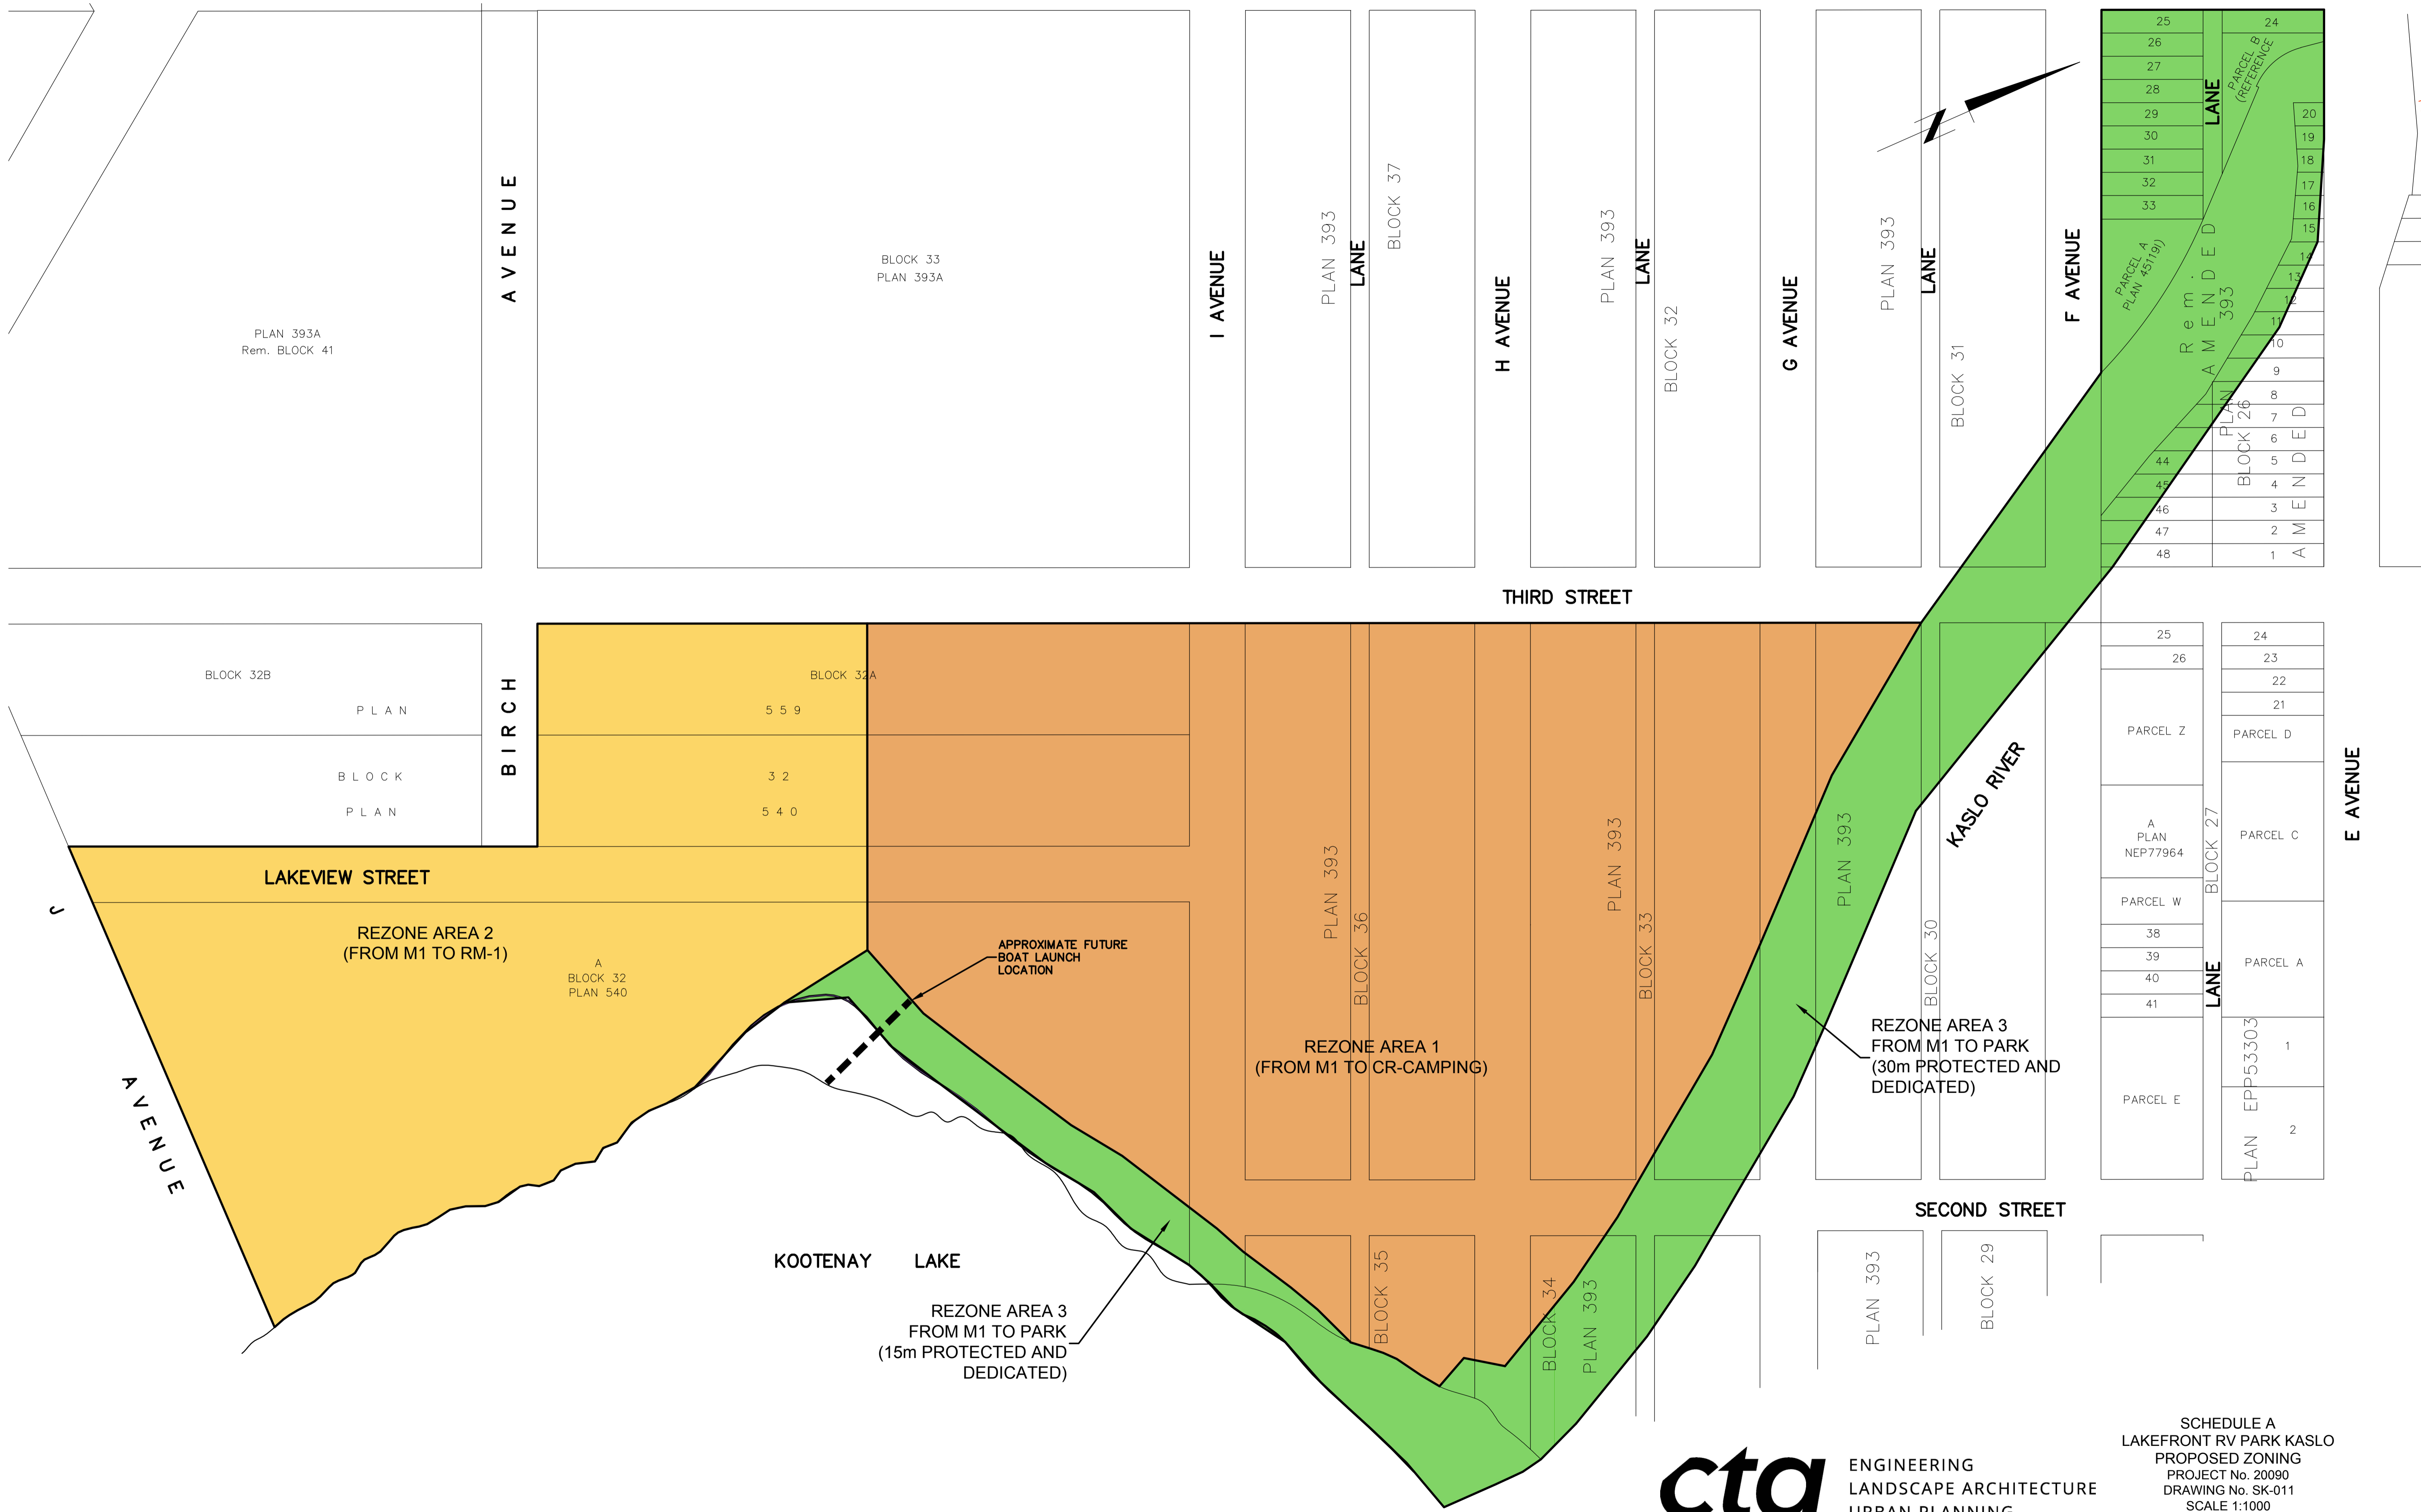 PLAN 393A
Rem. BLOCK 41
BIRCH AVENUE
BLOCK 33
PLAN 393A
I AVENUE
PLAN 393
LANE
BLOCK 37
H AVENUE
PLAN 393
LANE
BLOCK 32
G AVENUE
PLAN 393
LANE
BLOCK 31
F AVENUE
25
26
27
28
29
30
31
32
33
PARCEL A
PLAN 45119I)
LANE
24
PARCEL B
(REFERENCE
20
19
18
17
16
15
14
13
12
11
10
9
8
7
6
5
4
3
2
1
Rem.
AMENDED
PLAN 393
BLOCK 26
AMENDED
44
45
46
47
48
THIRD STREET
BLOCK 32B
PLAN
BLOCK
PLAN
BLOCK 32A
559
32
540
LAKEVIEW STREET
J AVENUE
REZONE AREA 2
(FROM M1 TO RM-1)
A
BLOCK 32
PLAN 540
APPROXIMATE FUTURE
BOAT LAUNCH
LOCATION
PLAN 393
BLOCK 36
PLAN 393
BLOCK 33
REZONE AREA 1
(FROM M1 TO CR-CAMPING)
PLAN 393
BLOCK 30
KASLO RIVER
REZONE AREA 3
FROM M1 TO PARK
(30m PROTECTED AND
DEDICATED)
25
26
PARCEL Z
A
PLAN
NEP77964
PARCEL W
38
39
40
41
PARCEL E
BLOCK 27
LANE
24
23
22
21
PARCEL D
PARCEL C
PARCEL A
PLAN EPP53303
1
2
E AVENUE
SECOND STREET
KOOTENAY LAKE
REZONE AREA 3
FROM M1 TO PARK
(15m PROTECTED AND
DEDICATED)
BLOCK 35
BLOCK 34
PLAN 393
PLAN 393
BLOCK 29
cta
ENGINEERING
LANDSCAPE ARCHITECTURE
URBAN PLANNING
SCHEDULE A
LAKEFRONT RV PARK KASLO
PROPOSED ZONING
PROJECT No. 20090
DRAWING No. SK-011
SCALE 1:1000